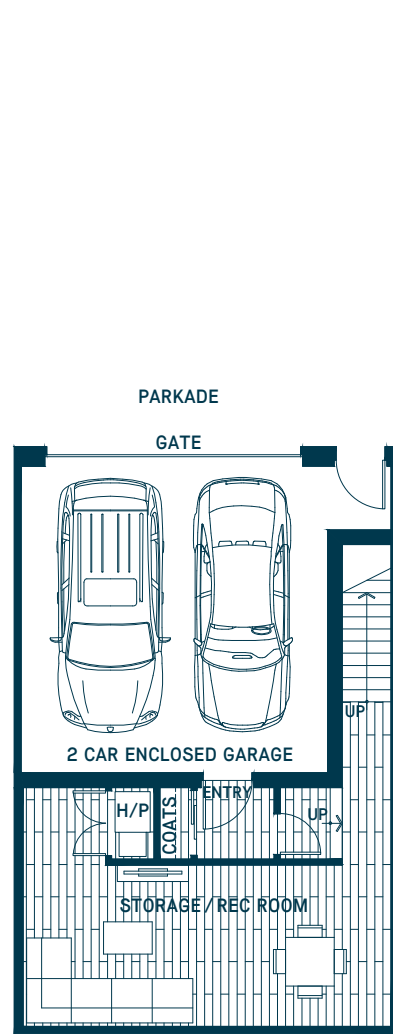 PARKADE
GATE
UP
2 CAR ENCLOSED GARAGE
ENTRY
H/P
COATS
UP
STORAGE/REC ROOM